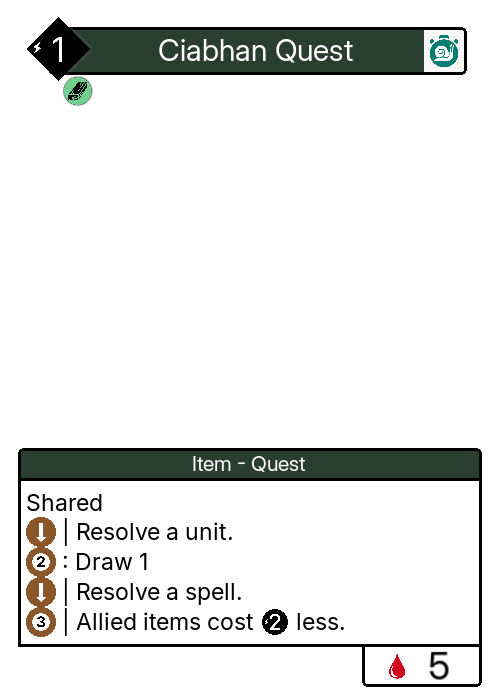 1 Ciabhan Quest
Item - Quest
Shared
| Resolve a unit.
2 : Draw 1
| Resolve a spell.
3 | Allied items cost 2 less.
5